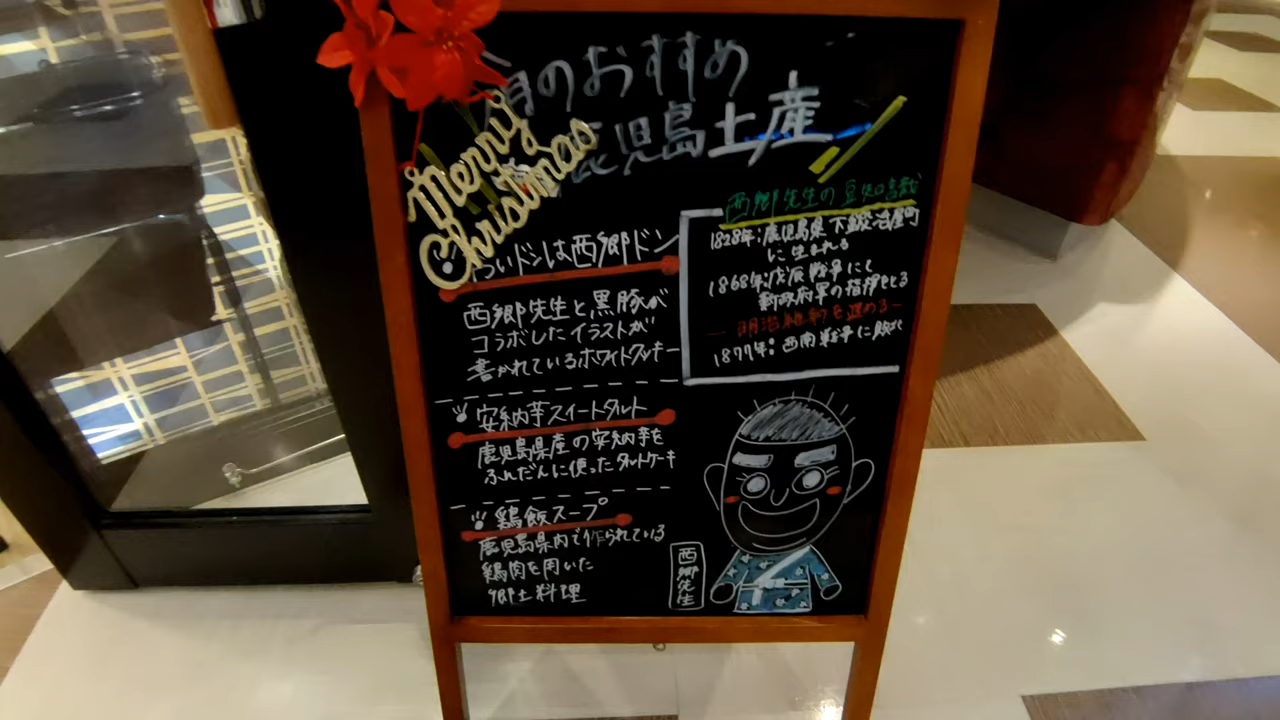 月のおすすめ
鹿児島土産
Merry
Christmas
らいドンは西郷ドン
西郷先生と黒豚が
コラボしたイラストが
書かれているホワイトクッキー
安納芋スイートタルト
鹿児島県産の安納芋を
ふんだんに使ったタルトケーキ
鶏飯スープ
鹿児島県内で作られている
鶏肉を用いた
郷土料理
西郷先生の豆知識
1828年:鹿児島県下鍛冶屋町
に生まれる
1868年:戊辰戦争にて
新政府軍の指揮をとる
明治維新を進める
1877年:西南戦争に敗れ
西郷先生